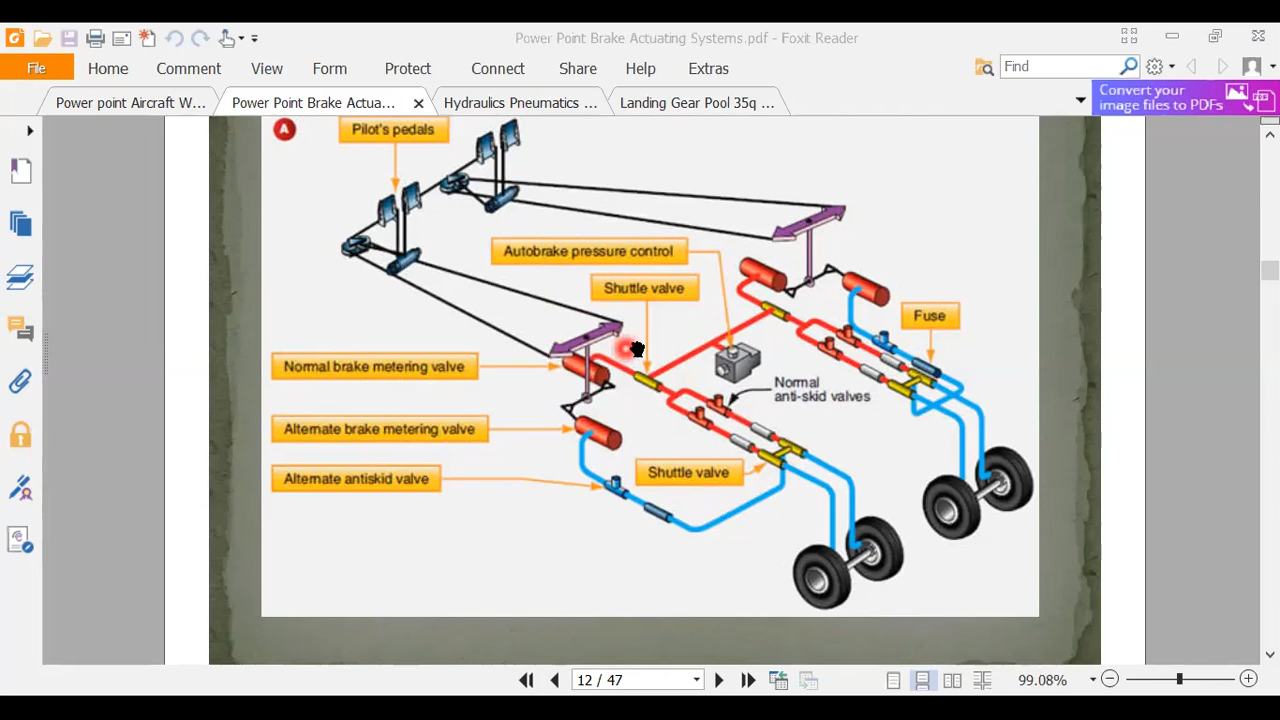 Power Point Brake Actuating Systems.pdf - Foxit Reader
File Home Comment View Form Protect Connect Share Help Extras Find
Power point Aircraft W... Power Point Brake Actua... Hydraulics Pneumatics ... Landing Gear Pool 35q ...
Convert your
image files to PDFs
PDF
A
Pilot's pedals
Autobrake pressure control
Shuttle valve
Fuse
Normal brake metering valve
Normal
anti-skid valves
Alternate brake metering valve
Shuttle valve
Alternate antiskid valve
12 / 47
99.08%